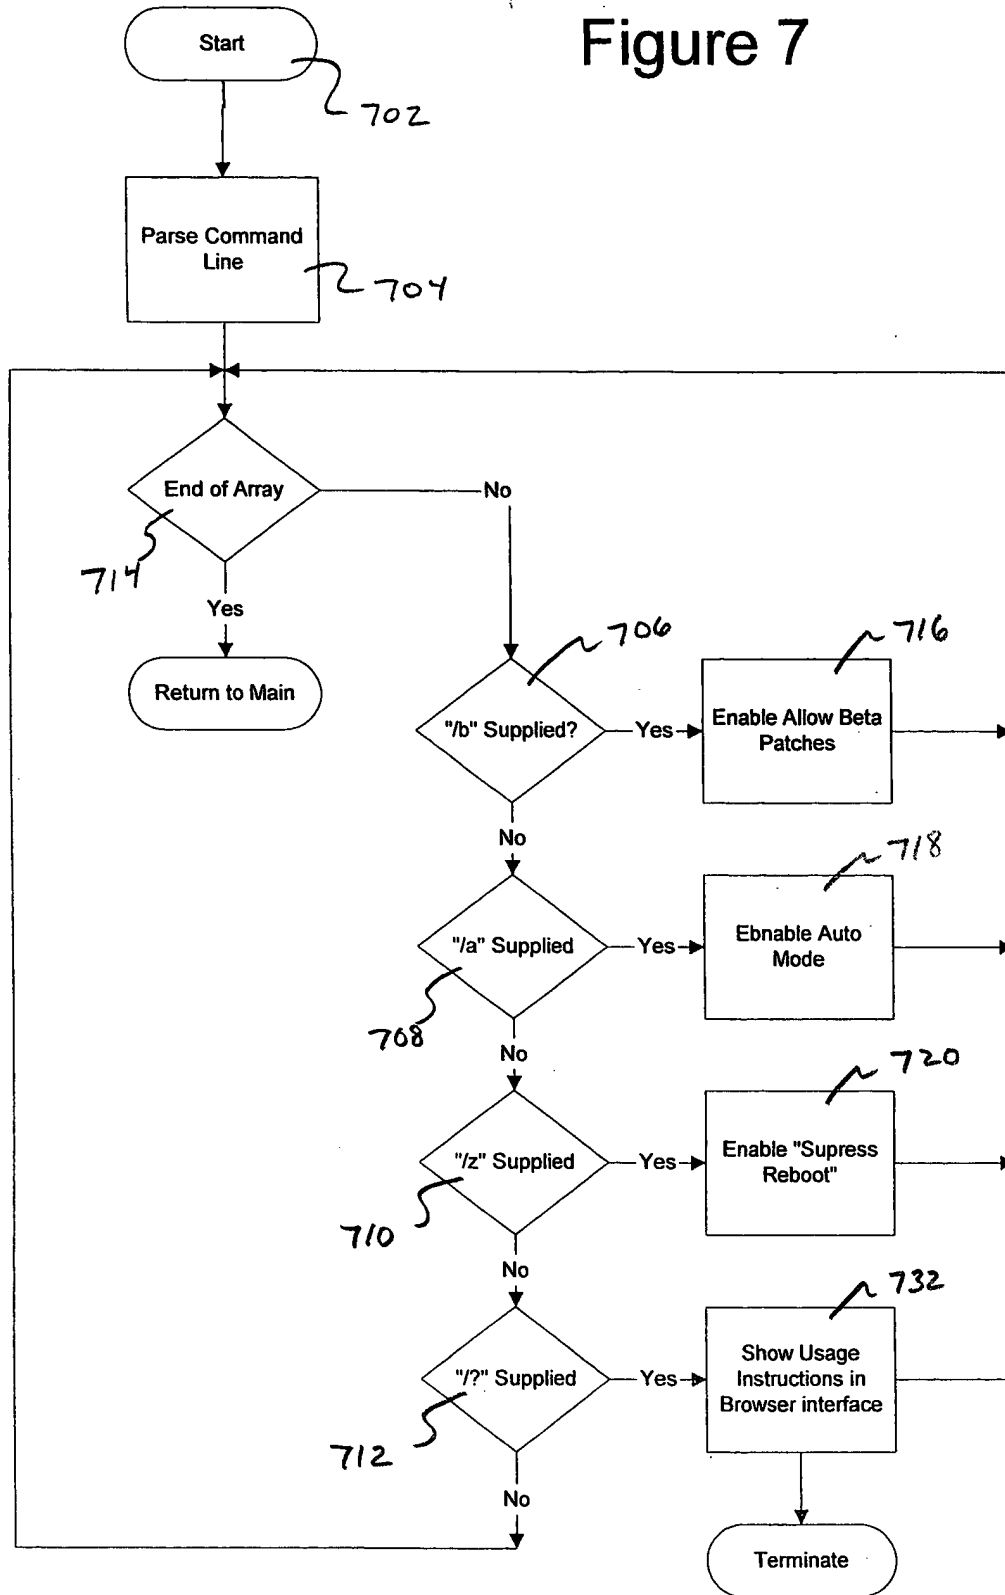 Figure 7
Start
702
Parse Command
Line
704
End of Array
No
714
Yes
Return to Main
706
"/b" Supplied?
Yes
716
Enable Allow Beta
Patches
No
"/a" Supplied
708
Yes
718
Ebnable Auto
Mode
No
"/z" Supplied
710
Yes
720
Enable "Supress
Reboot"
No
"/?" Supplied
712
Yes
732
Show Usage
Instructions in
Browser interface
No
Terminate